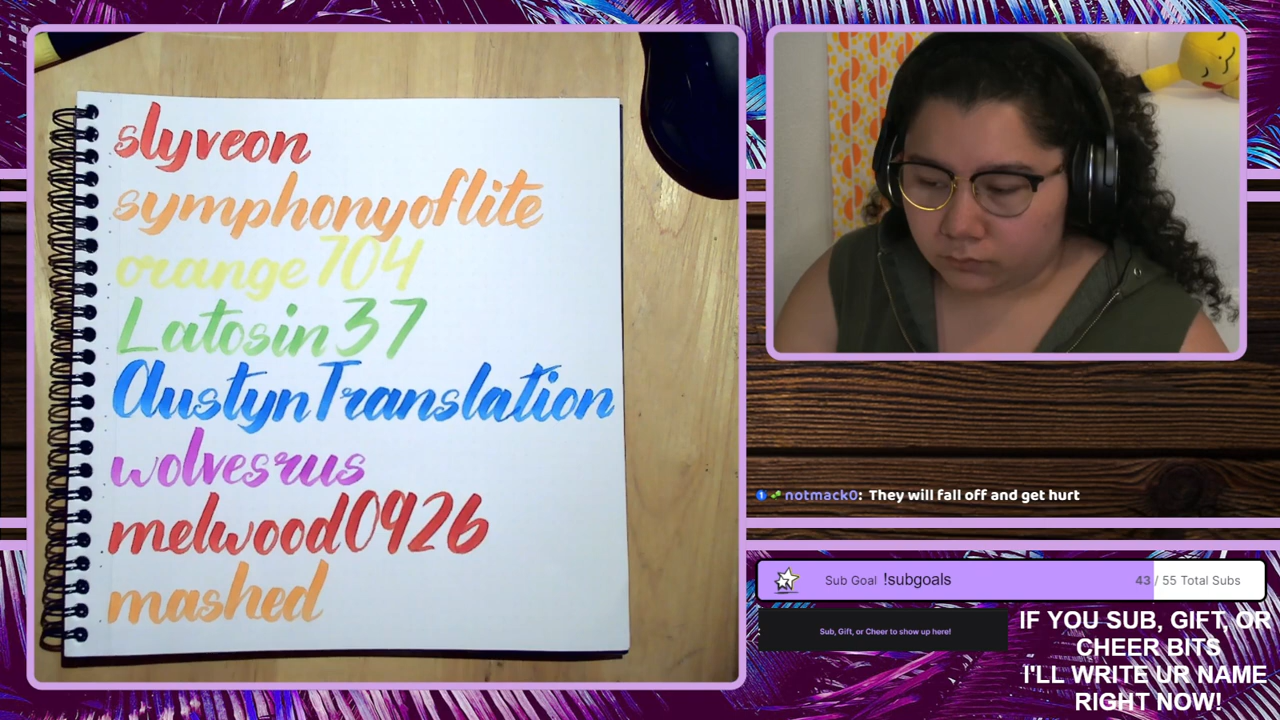 slyveon
symphonyoflite
orange704
Latosin37
AustynTranslation
wolvesrus
melwood0926
mashed
1 notmack0: They will fall off and get hurt
Sub Goal !subgoals 43 / 55 Total Subs
Sub, Gift, or Cheer to show up here!
IF YOU SUB, GIFT, OR
CHEER BITS
I'LL WRITE UR NAME
RIGHT NOW!